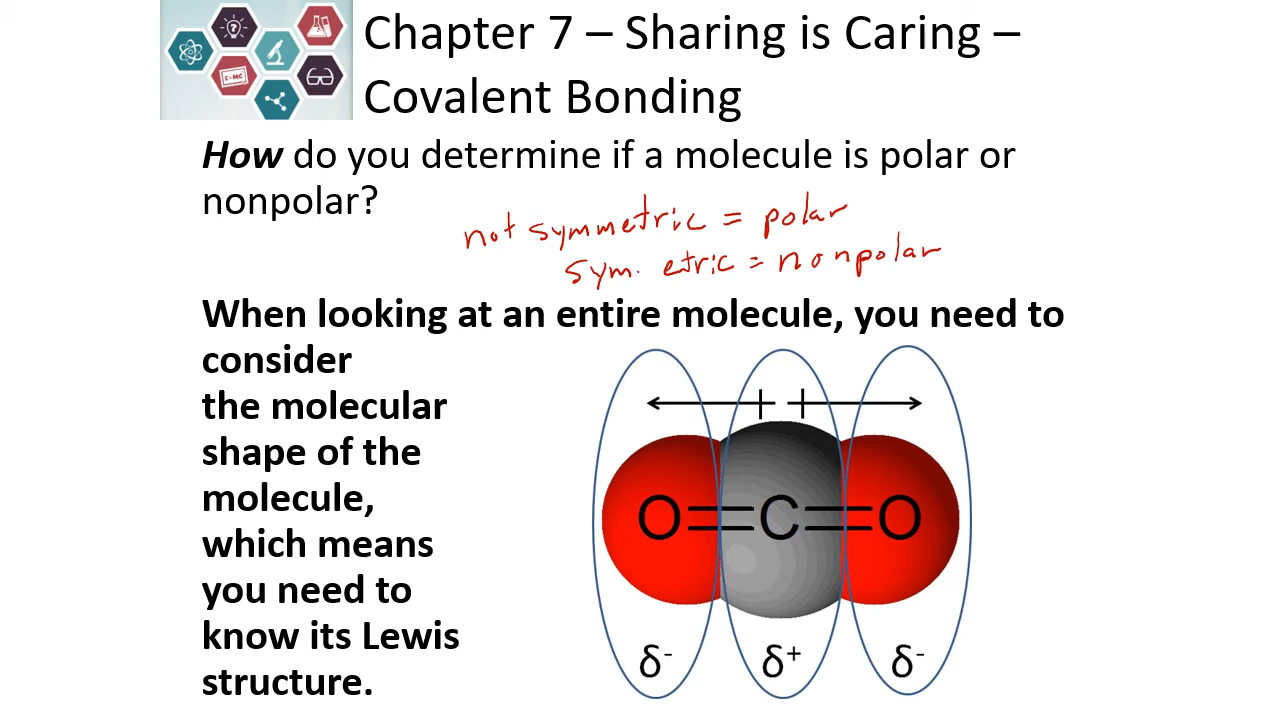 Chapter 7 – Sharing is Caring –
Covalent Bonding
How do you determine if a molecule is polar or
nonpolar?
not symmetric = polar
sym. etric = nonpolar
When looking at an entire molecule, you need to
consider
the molecular
shape of the
molecule,
which means
you need to
know its Lewis
structure.
O=C=O
δ- δ+ δ-